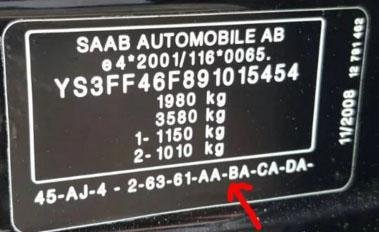 SAAB AUTOMOBILE AB
e4*2001/116*0065.
YS3FF46F891015454
1980 kg
3580 kg
1- 1150 kg
2- 1010 kg
45-AJ-4 - 2-63-61-AA-BA-CA-DA-
11/2008 12 791 462